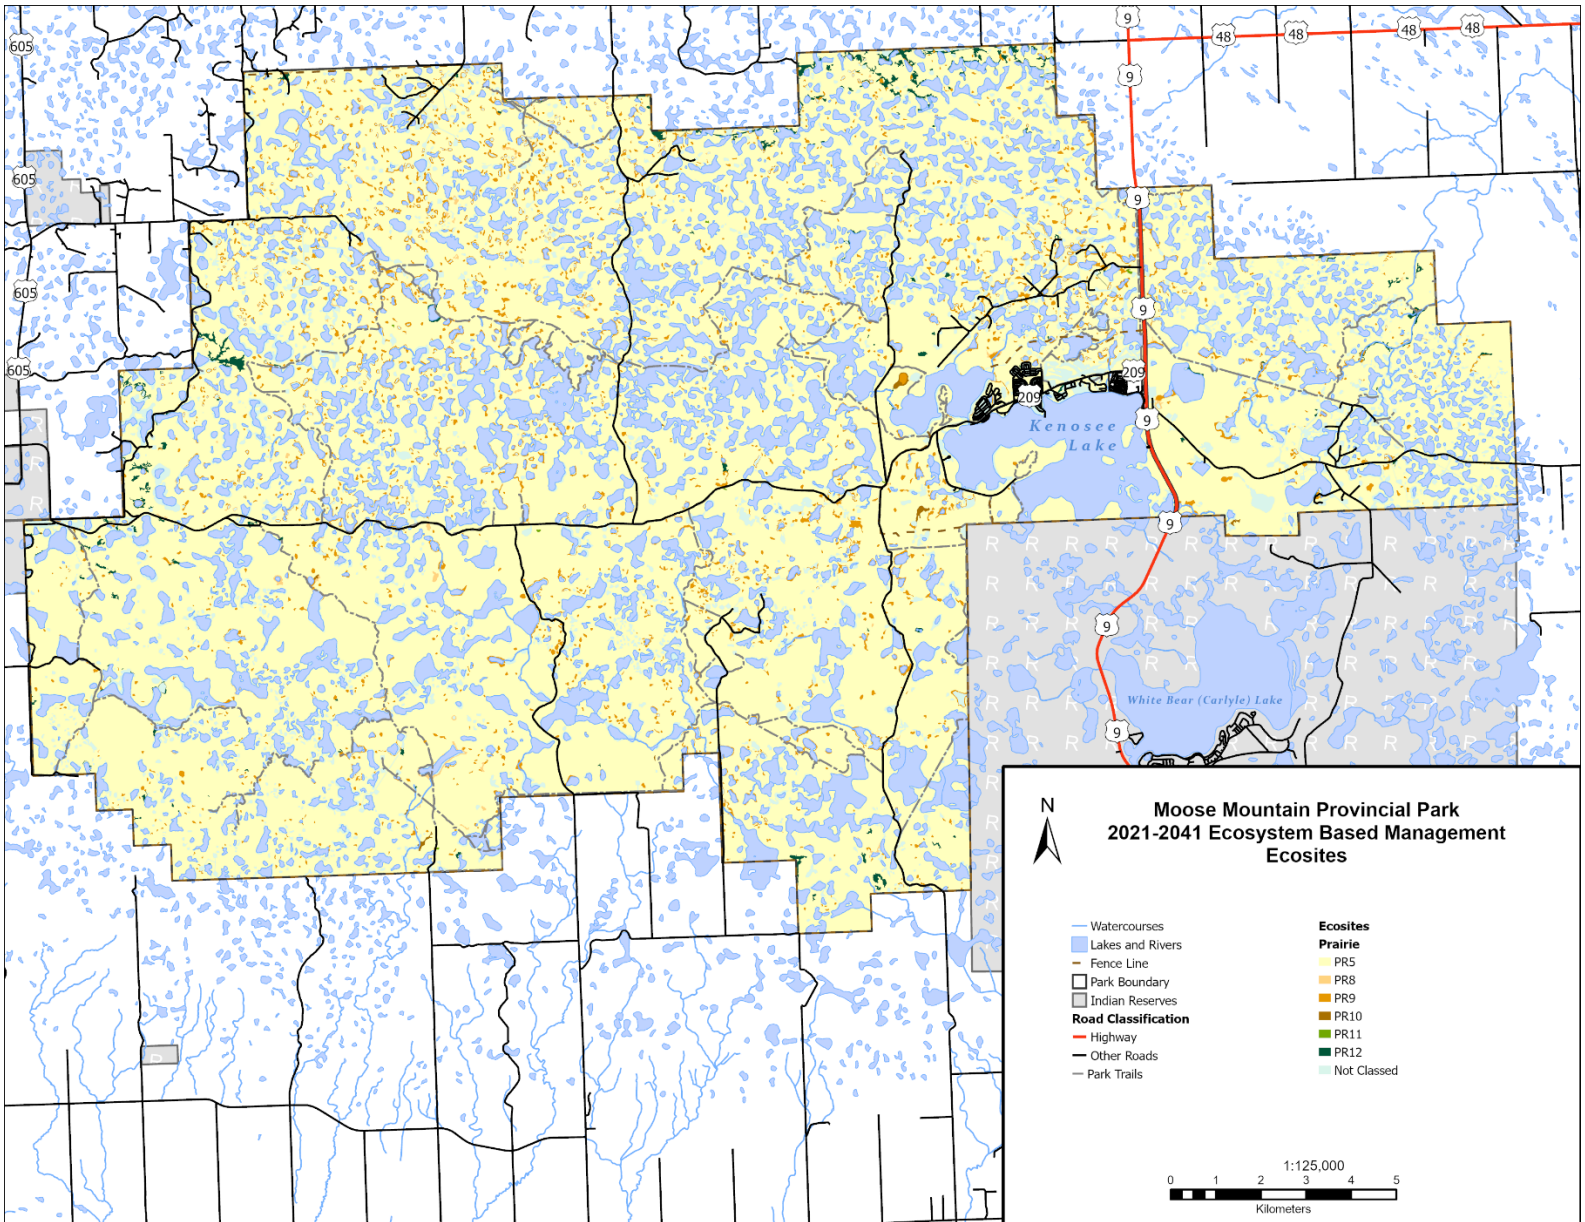 9
48
48
48
48
605
9
605
9
605
9
605
209
209
9
Kenosee
Lake
9
R R R R R R R R R R R
9
White Bear (Carlyle) Lake
9
N
Moose Mountain Provincial Park
2021-2041 Ecosystem Based Management
Ecosites
Watercourses
Lakes and Rivers
Fence Line
Park Boundary
Indian Reserves
Road Classification
Highway
Other Roads
Park Trails
Ecosites
Prairie
PR5
PR8
PR9
PR10
PR11
PR12
Not Classed
1:125,000
0 1 2 3 4 5
Kilometers